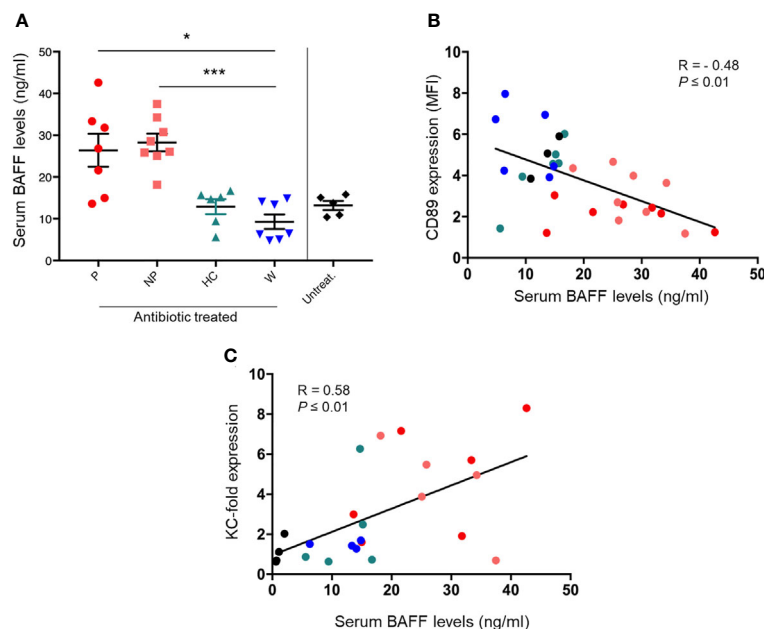 A
*
***
Serum BAFF levels (ng/ml)
50
40
30
20
10
0
P
NP
HC
W
Untreat.
Antibiotic treated
B
R = - 0.48
P ≤ 0.01
CD89 expression (MFI)
10
8
6
4
2
0
0 10 20 30 40 50
Serum BAFF levels (ng/ml)
C
R = 0.58
P ≤ 0.01
KC-fold expression
10
8
6
4
2
0
0 10 20 30 40 50
Serum BAFF levels (ng/ml)